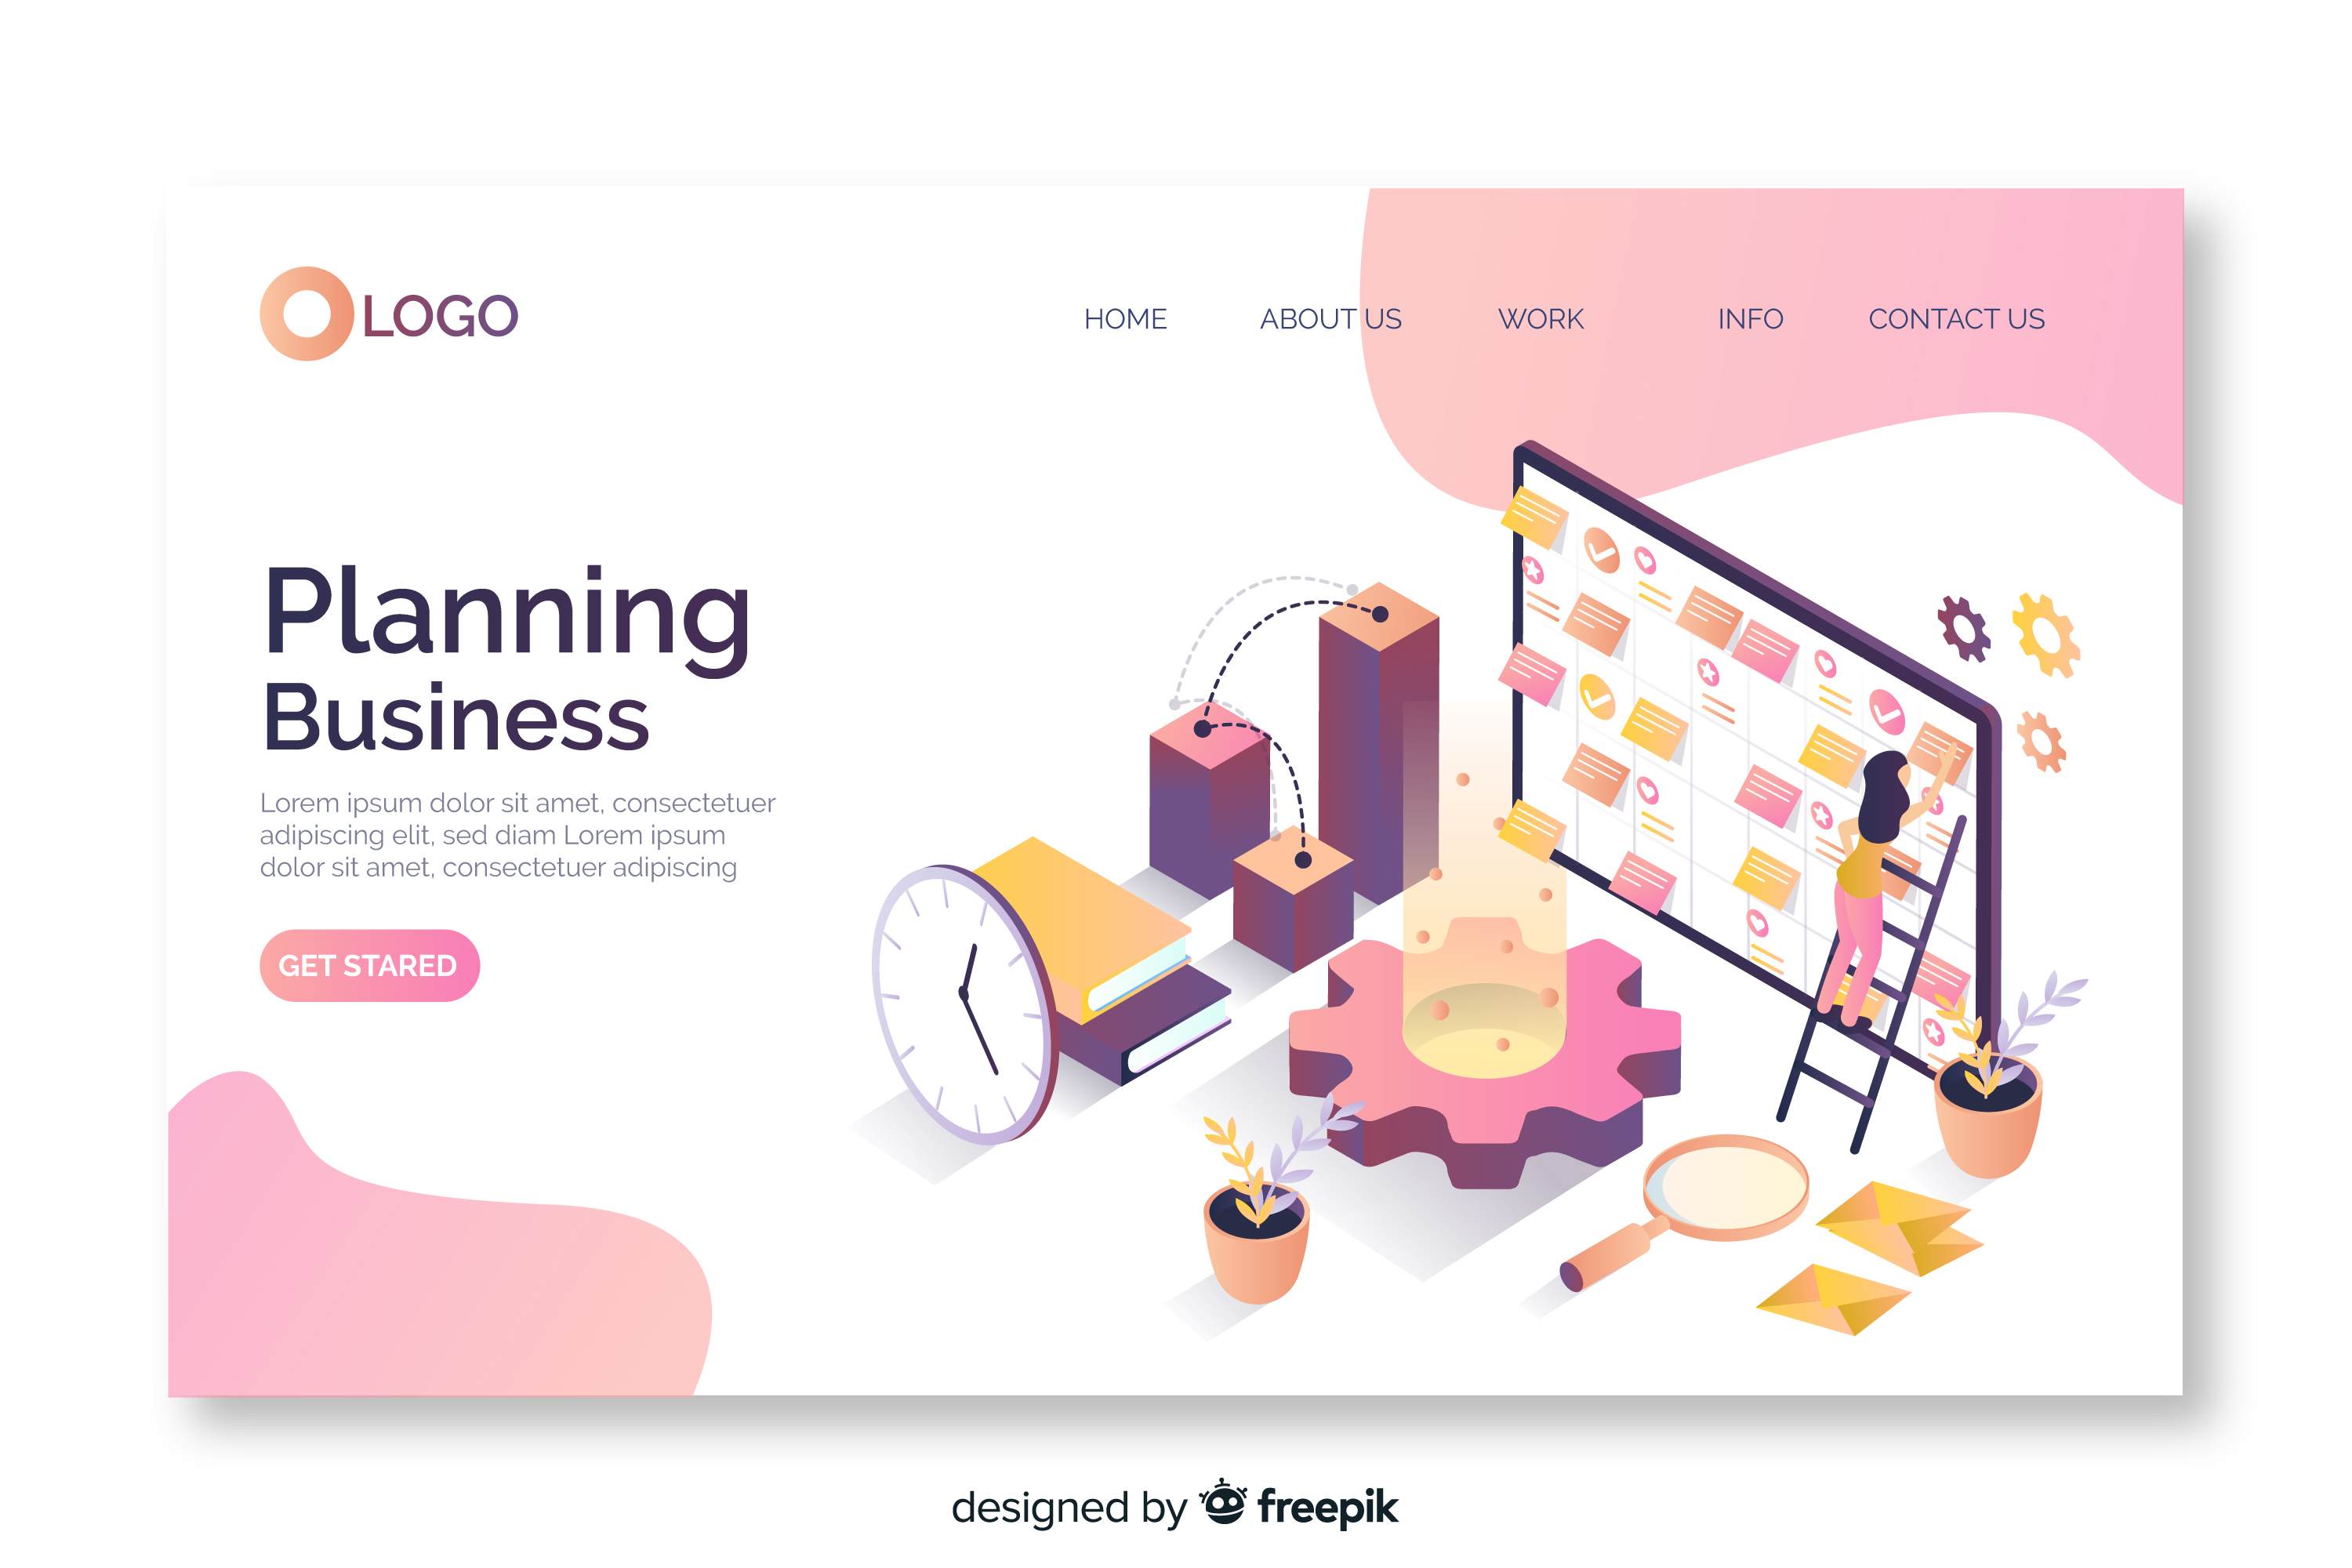 LOGO
HOME ABOUT US WORK INFO CONTACT US
Planning
Business
Lorem ipsum dolor sit amet, consectetuer
adipiscing elit, sed diam Lorem ipsum
dolor sit amet, consectetuer adipiscing
GET STARED
designed by freepik